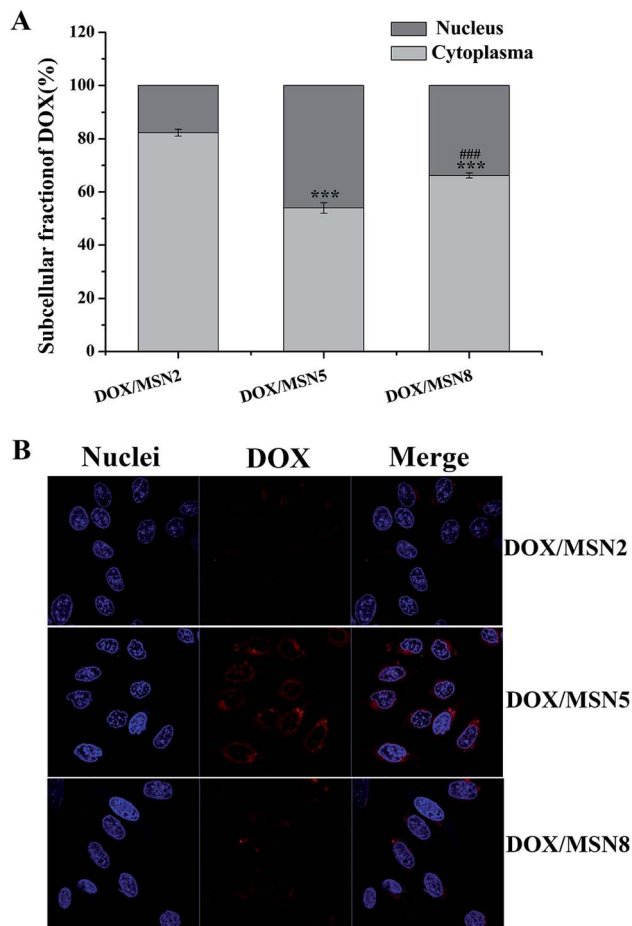 A
Nucleus
Cytoplasma
Subcellular fractionof DOX(%)
120
100
80
60
40
20
0
***
###
***
DOX/MSN2
DOX/MSN5
DOX/MSN8
B
Nuclei DOX Merge
DOX/MSN2
DOX/MSN5
DOX/MSN8